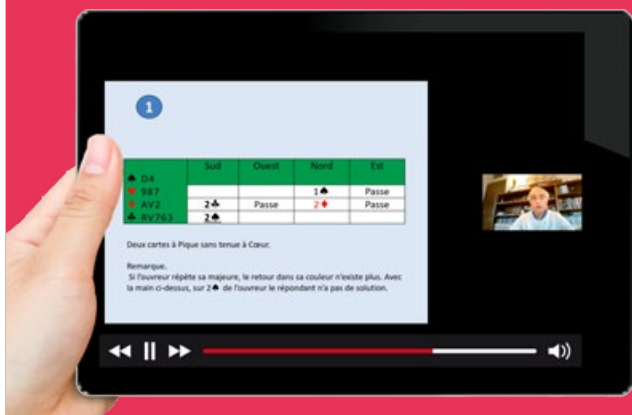 1
Sud Ouest Nord Est
♠ D4
♥ 987 1♠ Passe
♦ AV2 2♣ Passe 2♦ Passe
♣ RV763 2♠
Deux cartes à Pique sans tenue à Cœur.
Remarque.
Si l'ouvreur répète sa majeure, le retour dans sa couleur n'existe plus. Avec
la main ci-dessus, sur 2♠ de l'ouvreur le répondant n'a pas de solution.